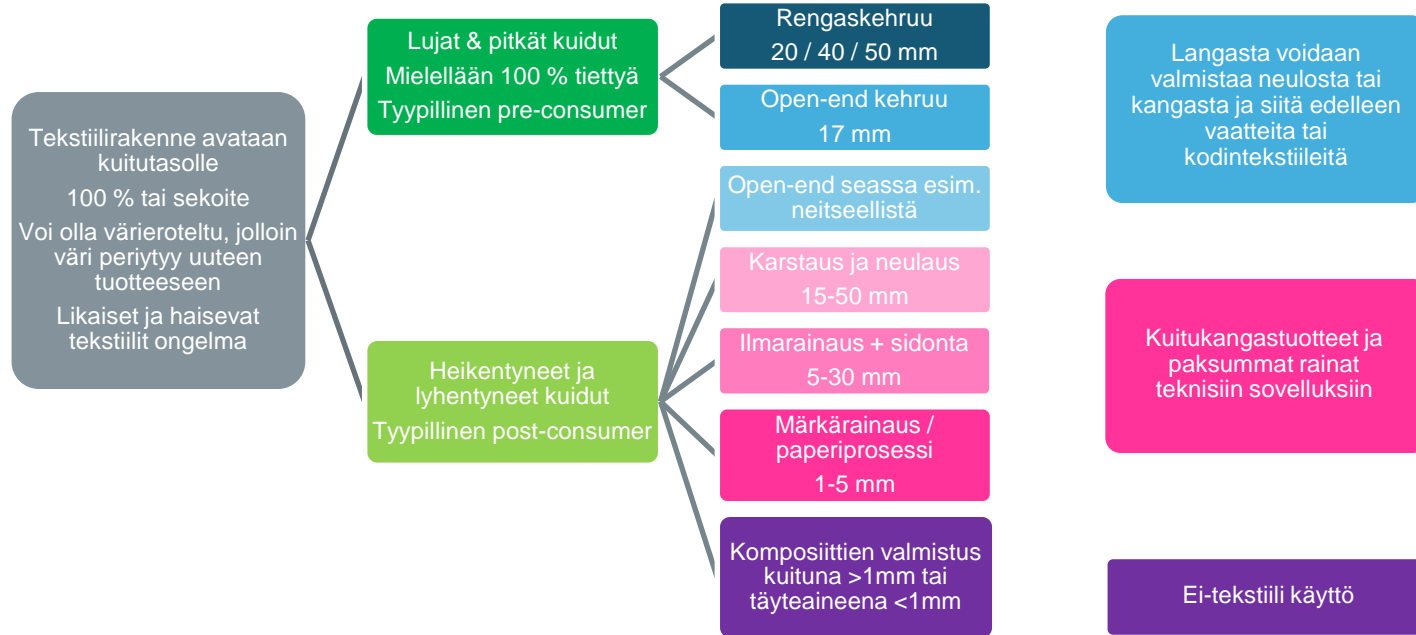 Tekstiilirakenne avataan
kuitutasolle
100 % tai sekoite
Voi olla värieroteltu, jolloin
väri periytyy uuteen
tuotteeseen
Likaiset ja haisevat
tekstiilit ongelma
Lujat & pitkät kuidut
Mielellään 100 % tiettyä
Tyypillinen pre-consumer
Heikentyneet ja
lyhentyneet kuidut
Tyypillinen post-consumer
Rengaskehruu
20 / 40 / 50 mm
Open-end kehruu
17 mm
Open-end seassa esim.
neitseellistä
Karstaus ja neulaus
15-50 mm
Ilmarainaus + sidonta
5-30 mm
Märkärainaus /
paperiprosessi
1-5 mm
Komposiittien valmistus
kuituna >1mm tai
täyteaineena <1mm
Langasta voidaan
valmistaa neulosta tai
kangasta ja siitä edelleen
vaatteita tai
kodintekstiileitä
Kuitukangastuotteet ja
paksummat rainat
teknisiin sovelluksiin
Ei-tekstiili käyttö